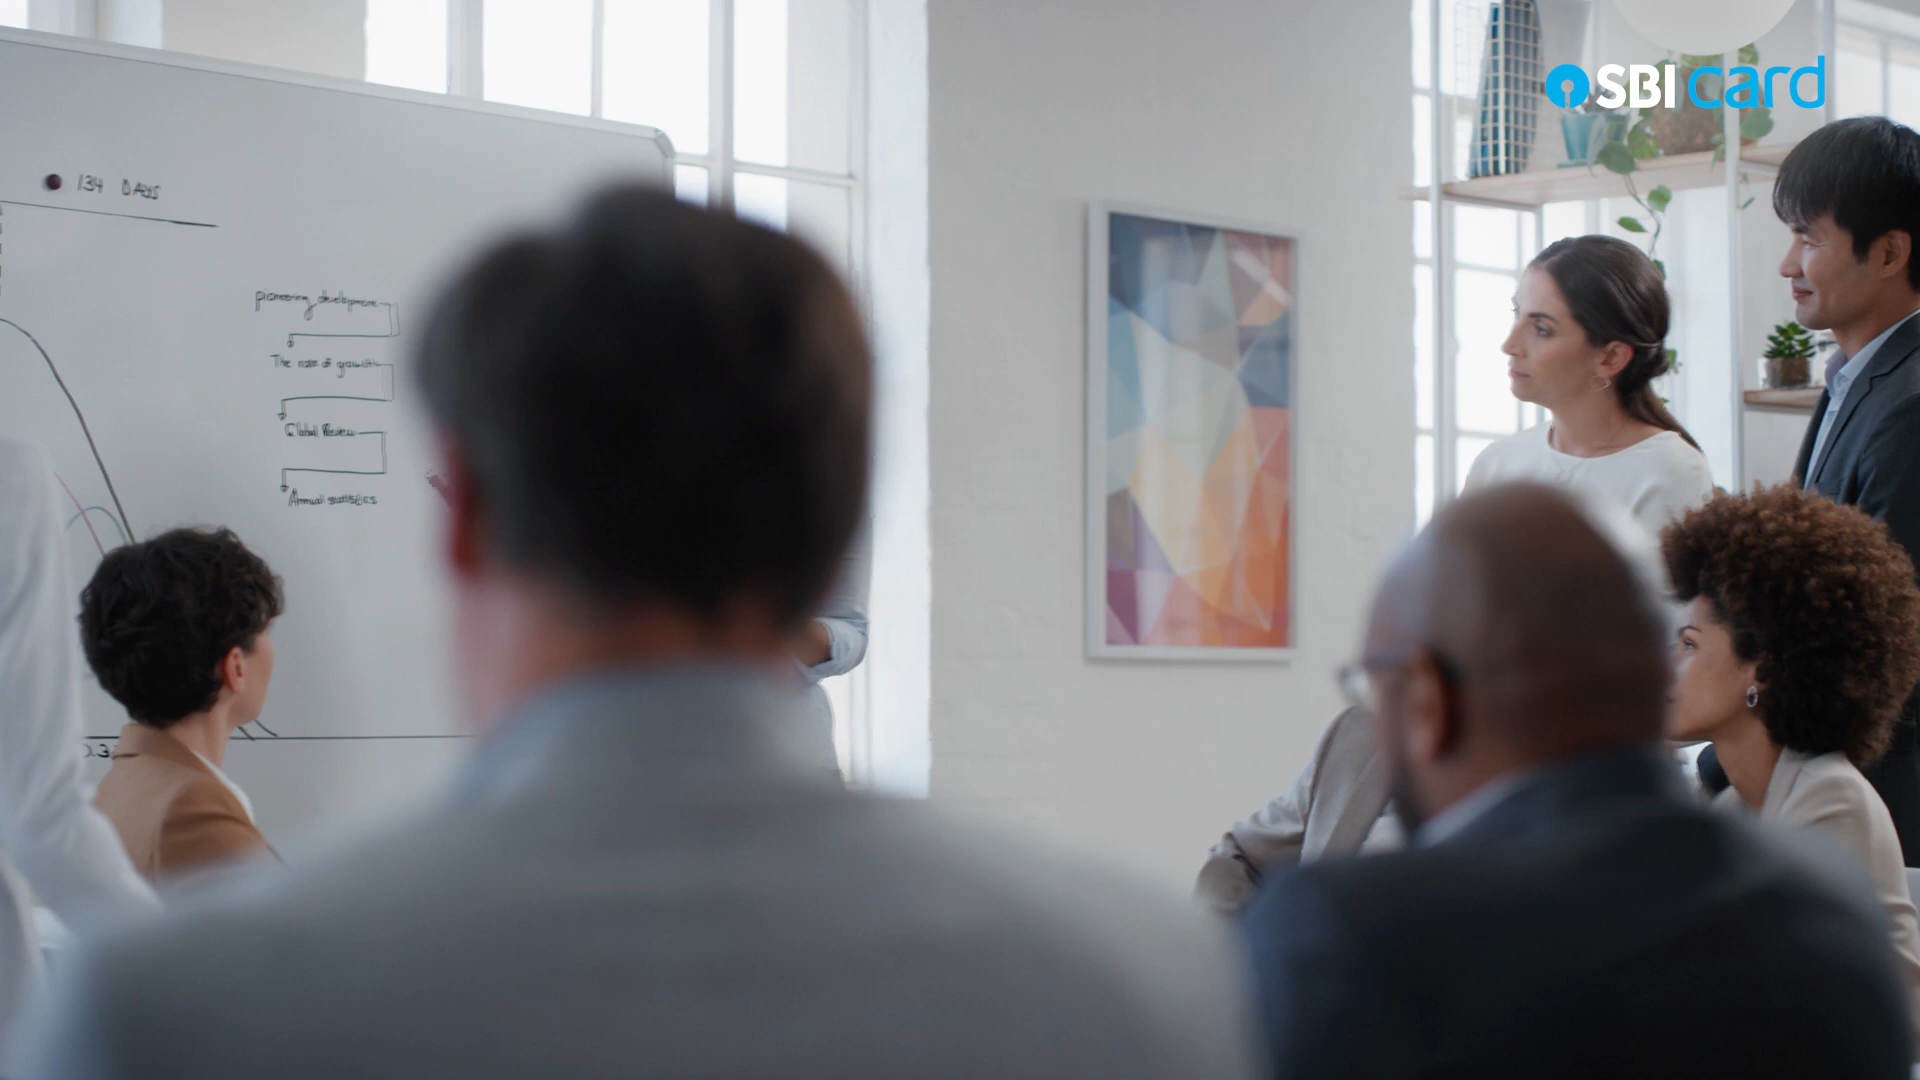 SBI card
134 DAYS
pioneering development
The rate of growth
Global Review
Annual statistics